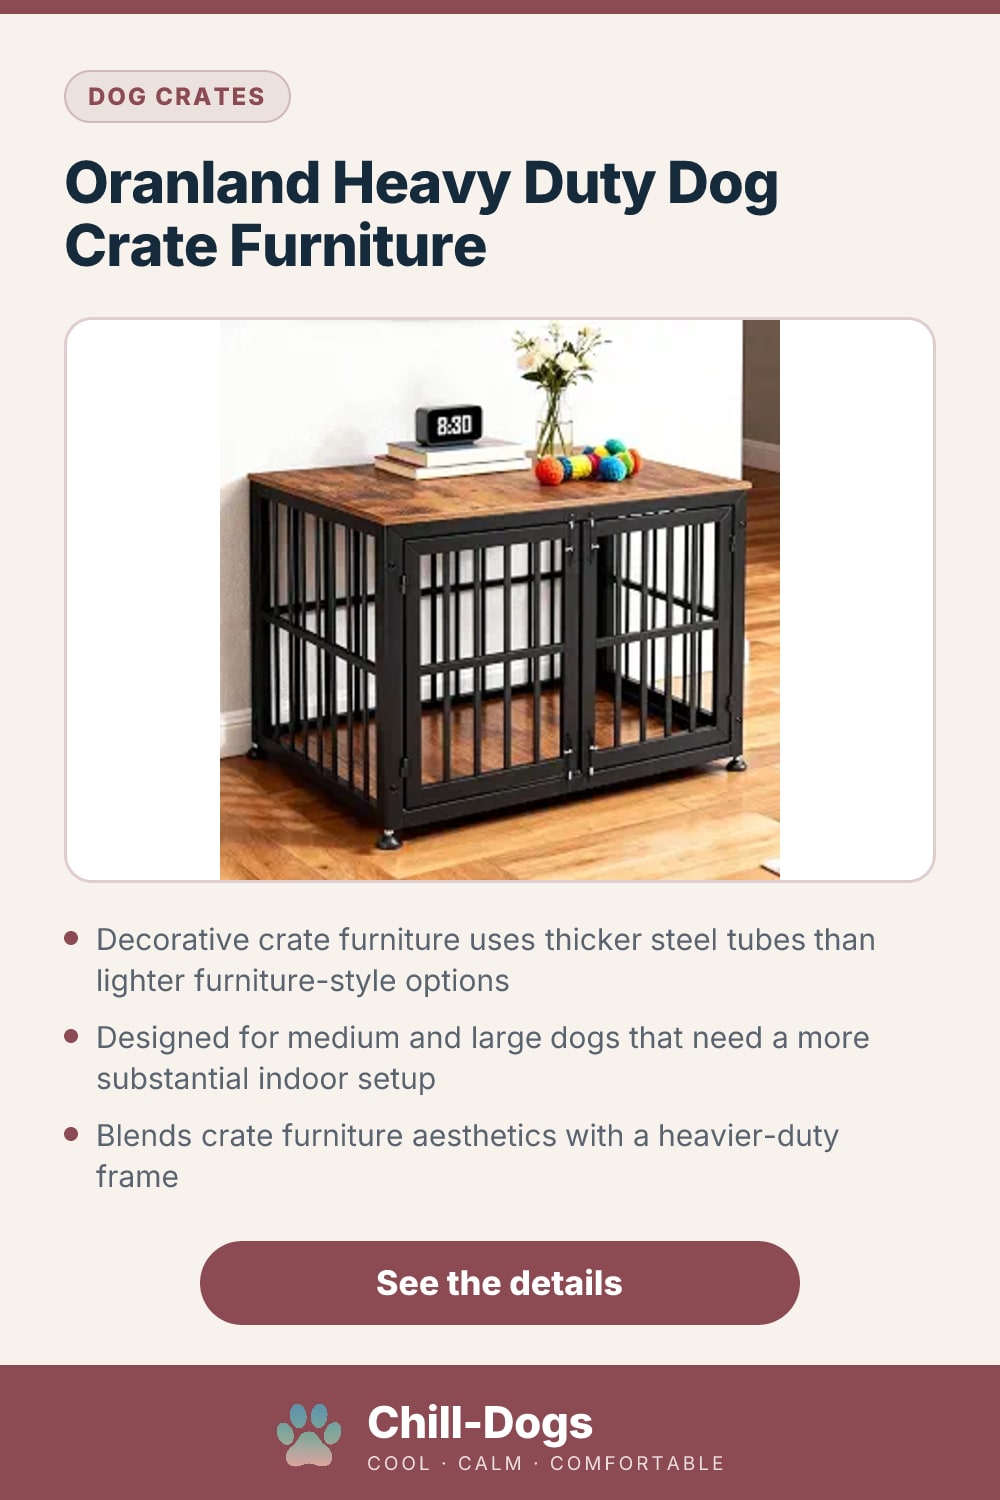 DOG CRATES
Oranland Heavy Duty Dog
Crate Furniture
8:30
Decorative crate furniture uses thicker steel tubes than
lighter furniture-style options
Designed for medium and large dogs that need a more
substantial indoor setup
Blends crate furniture aesthetics with a heavier-duty
frame
See the details
Chill-Dogs
COOL · CALM · COMFORTABLE